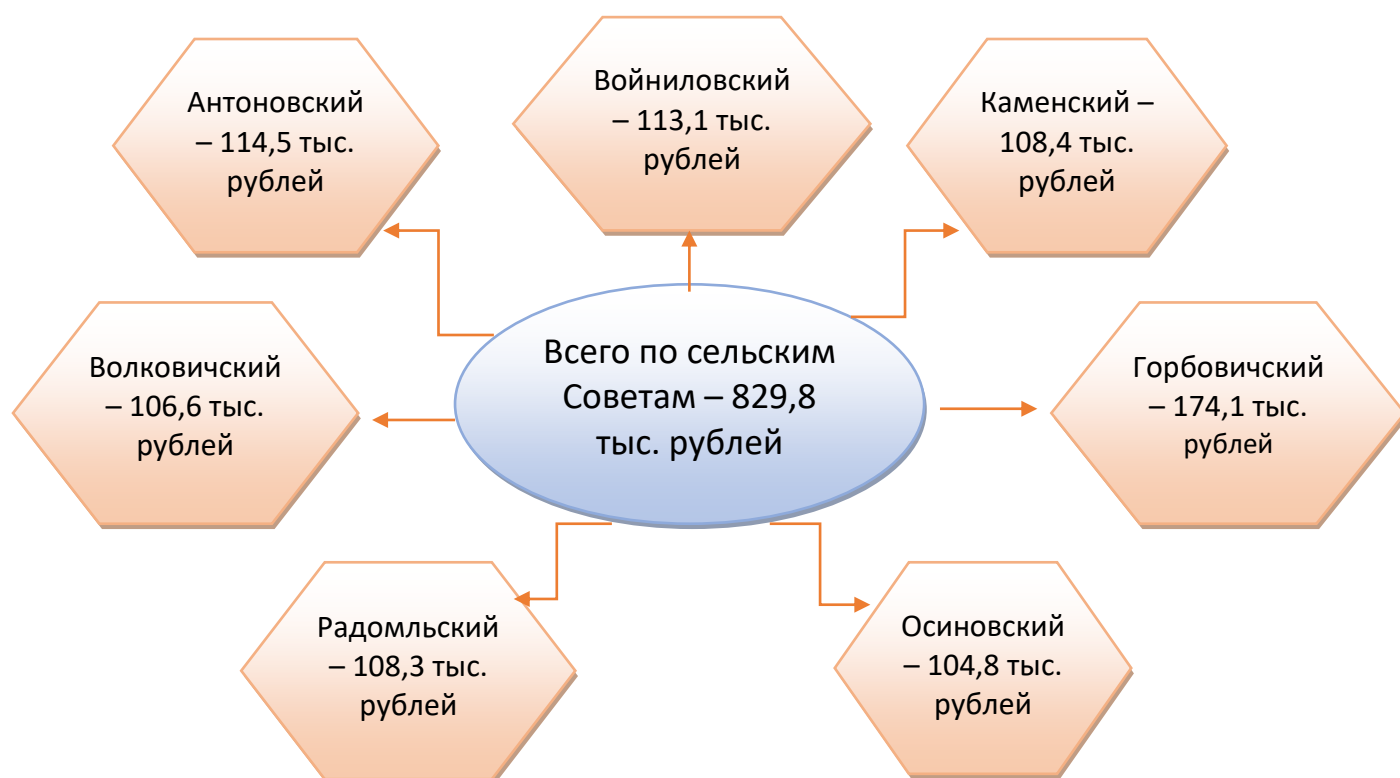 Антоновский
– 114,5 тыс.
рублей
Войниловский
– 113,1 тыс.
рублей
Каменский –
108,4 тыс.
рублей
Волковичский
– 106,6 тыс.
рублей
Всего по сельским
Советам – 829,8
тыс. рублей
Горбовичский
– 174,1 тыс.
рублей
Радомльский
– 108,3 тыс.
рублей
Осиновский
– 104,8 тыс.
рублей